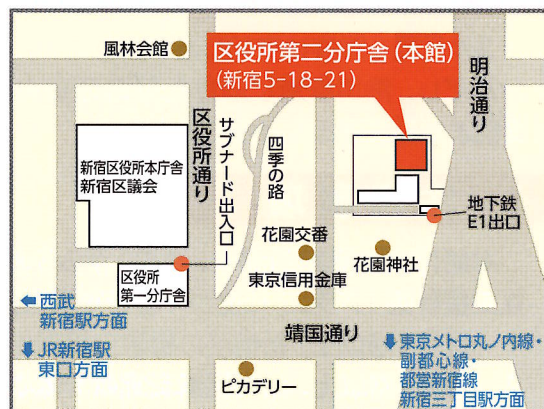 風林会館
区役所第二分庁舎(本館)
(新宿5-18-21)
明治通り
区役所通り
サブナード出入口
四季の路
新宿区役所本庁舎
新宿区議会
地下鉄
E1出口
花園交番
花園神社
区役所
第一分庁舎
東京信用金庫
←西武
新宿駅方面
靖国通り
↓JR新宿駅
東口方面
↓東京メトロ丸ノ内線・
副都心線・
都営新宿線
新宿三丁目駅方面
ピカデリー